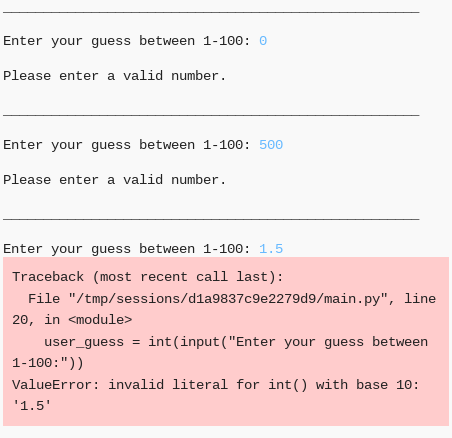 Enter your guess between 1-100: 0
Please enter a valid number.
Enter your guess between 1-100: 500
Please enter a valid number.
Enter your guess between 1-100: 1.5
Traceback (most recent call last):
  File "/tmp/sessions/d1a9837c9e2279d9/main.py", line
20, in <module>
    user_guess = int(input("Enter your guess between
1-100:"))
ValueError: invalid literal for int() with base 10:
'1.5'